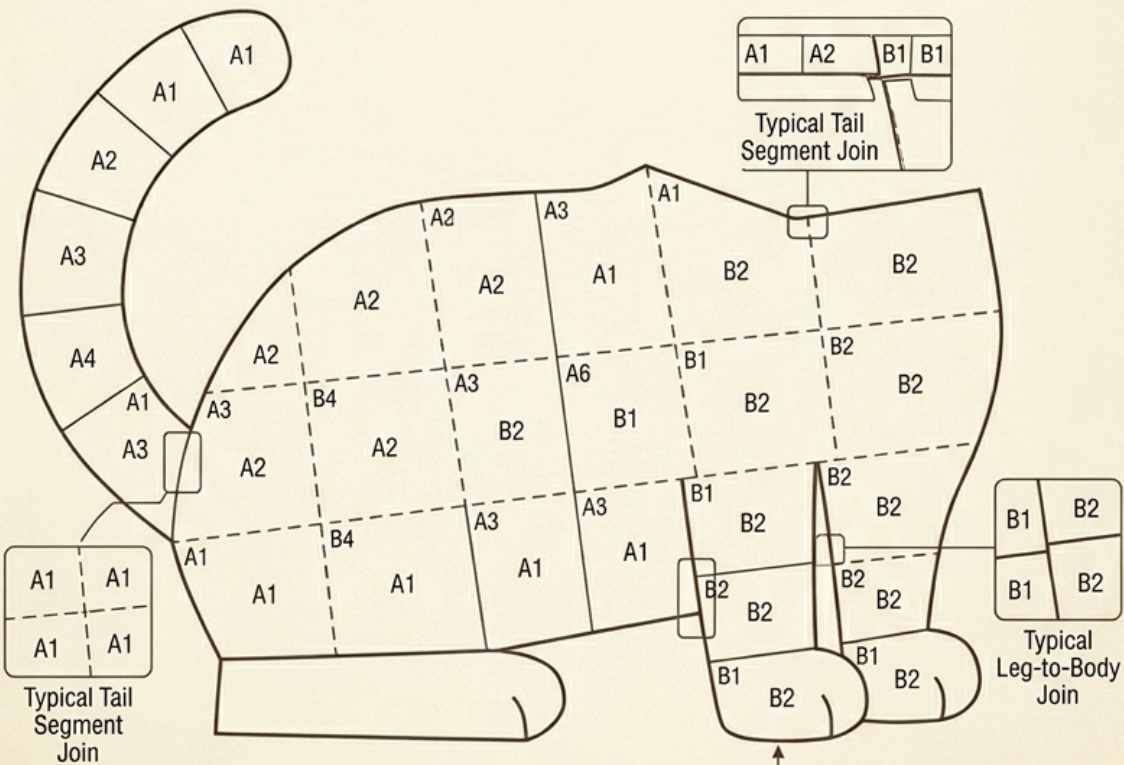 A1
A1
A2
A3
A4
A1
A3
A1 A2 B1 B1
Typical Tail
Segment Join
A2 A3 A1
A2 A2 A1 B2 B2
A2
A3 B4 A3 A6 B1 B2
A2 A2 B2 B1 B2 B2
A1 B4 A3 A3 B1 B2
A1 A1 A1 A1 B2 B2
B2 B2
B2 B2
B1 B1
B2 B2
A1 A1
A1 A1
Typical Tail
Segment
Join
B1 B2
B1 B2
Typical
Leg-to-Body
Join